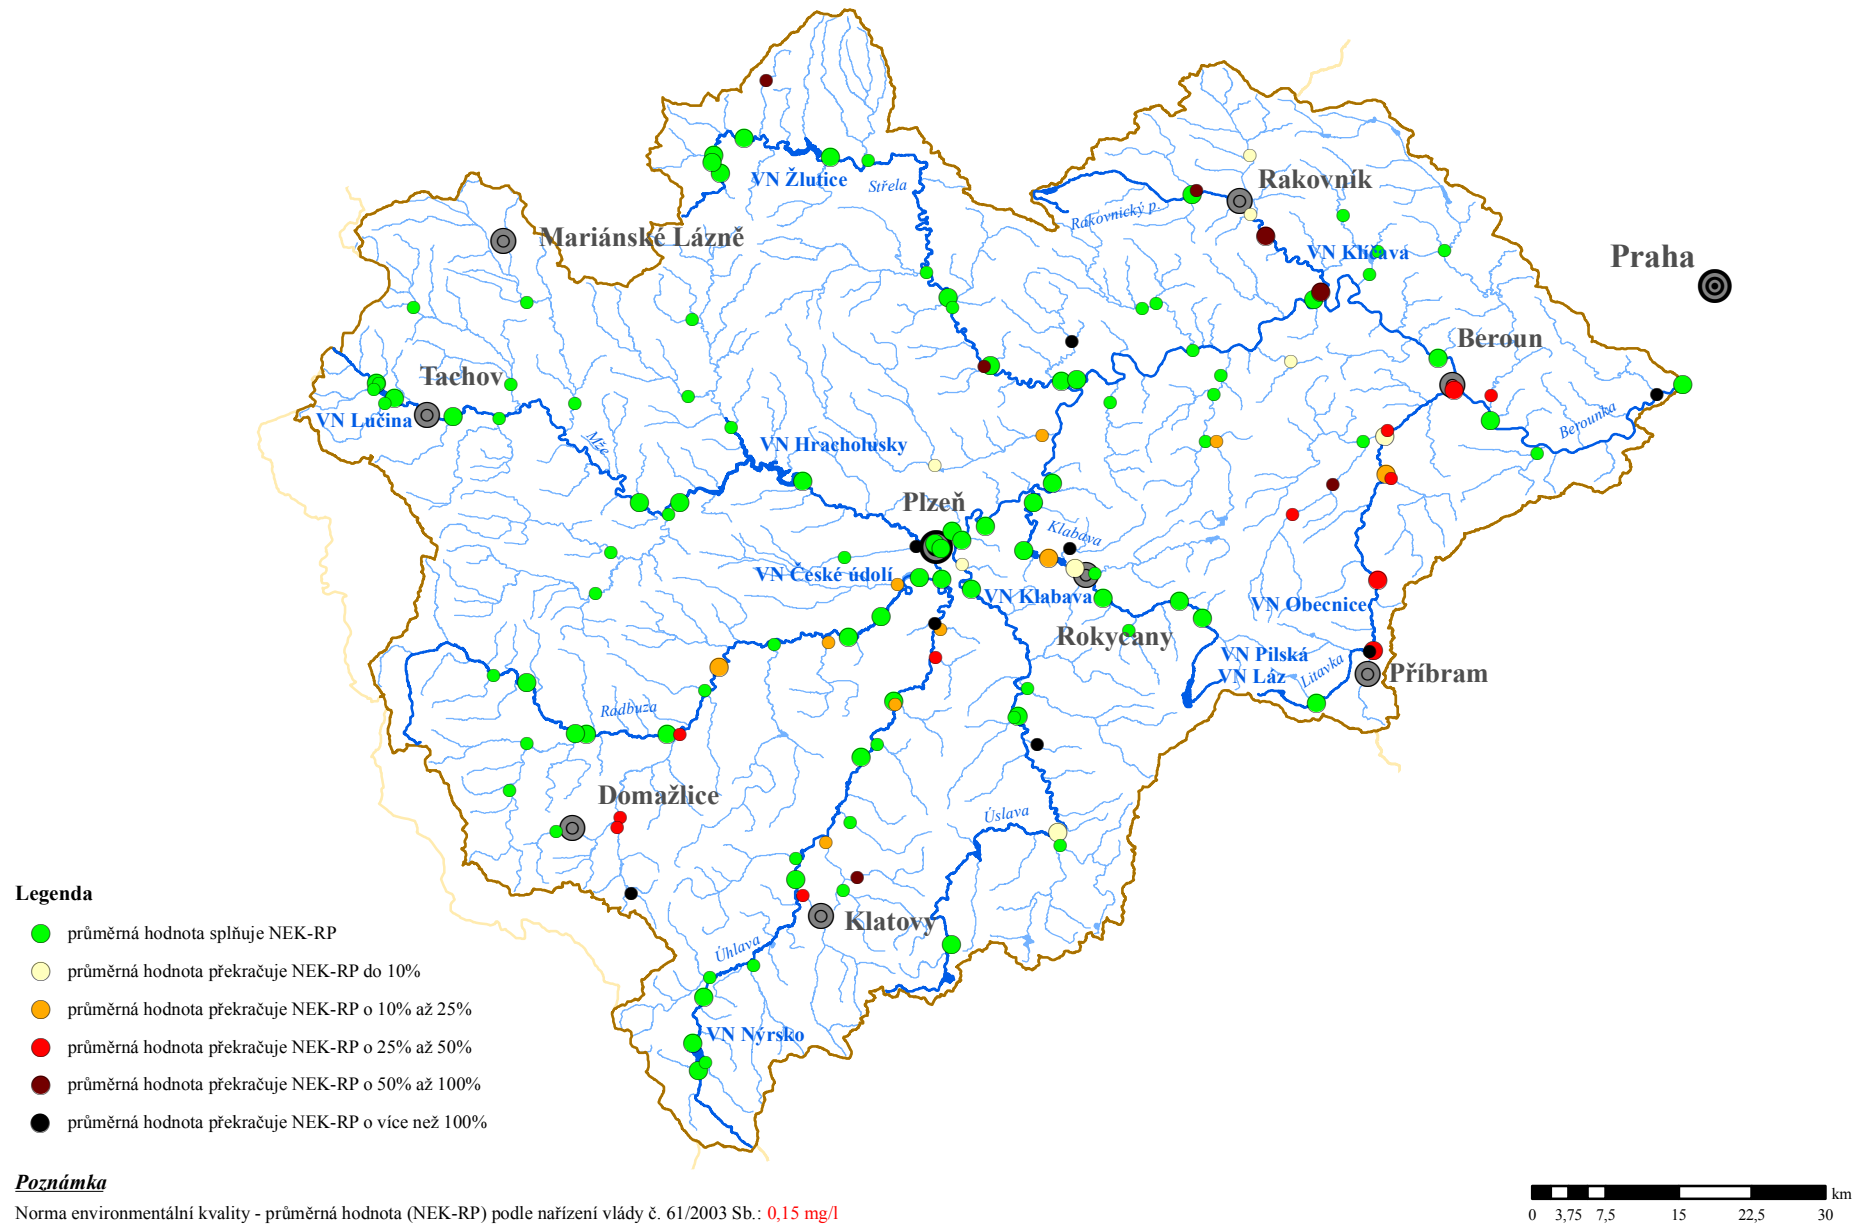 Rakovník
VN Žlutice
Střela
Rakovnický p.
Mariánské Lázně
VN Klíčava
Praha
Beroun
Tachov
VN Lučina
Berounka
Mže
VN Hracholusky
Plzeň
Klabava
VN České údolí
VN Klabava
VN Obecnice
Rokycany
VN Pilská
VN Láz
Litavka
Příbram
Radbuza
Domažlice
Úslava
Klatovy
Úhlava
VN Nýrsko
Legenda
průměrná hodnota splňuje NEK-RP
průměrná hodnota překračuje NEK-RP do 10%
průměrná hodnota překračuje NEK-RP o 10% až 25%
průměrná hodnota překračuje NEK-RP o 25% až 50%
průměrná hodnota překračuje NEK-RP o 50% až 100%
průměrná hodnota překračuje NEK-RP o více než 100%
Poznámka
Norma environmentální kvality - průměrná hodnota (NEK-RP) podle nařízení vlády č. 61/2003 Sb.: 0,15 mg/l
km
0 3,75 7,5 15 22,5 30